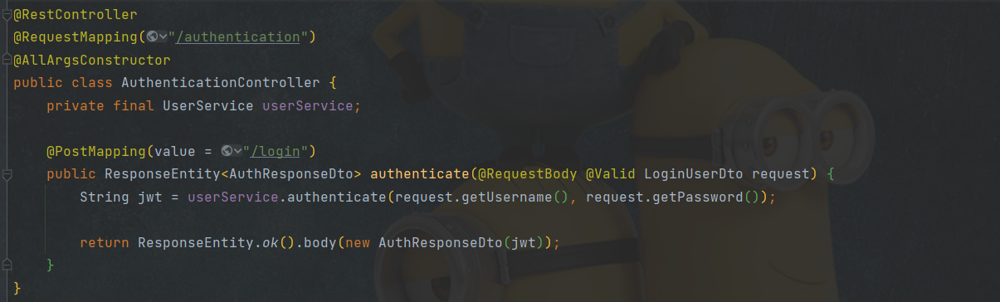 @RestController
@RequestMapping("/authentication")
@AllArgsConstructor
public class AuthenticationController {
    private final UserService userService;
    @PostMapping(value = "/login")
    public ResponseEntity<AuthResponseDto> authenticate(@RequestBody @Valid LoginUserDto request) {
        String jwt = userService.authenticate(request.getUsername(), request.getPassword());
        return ResponseEntity.ok().body(new AuthResponseDto(jwt));
    }
}